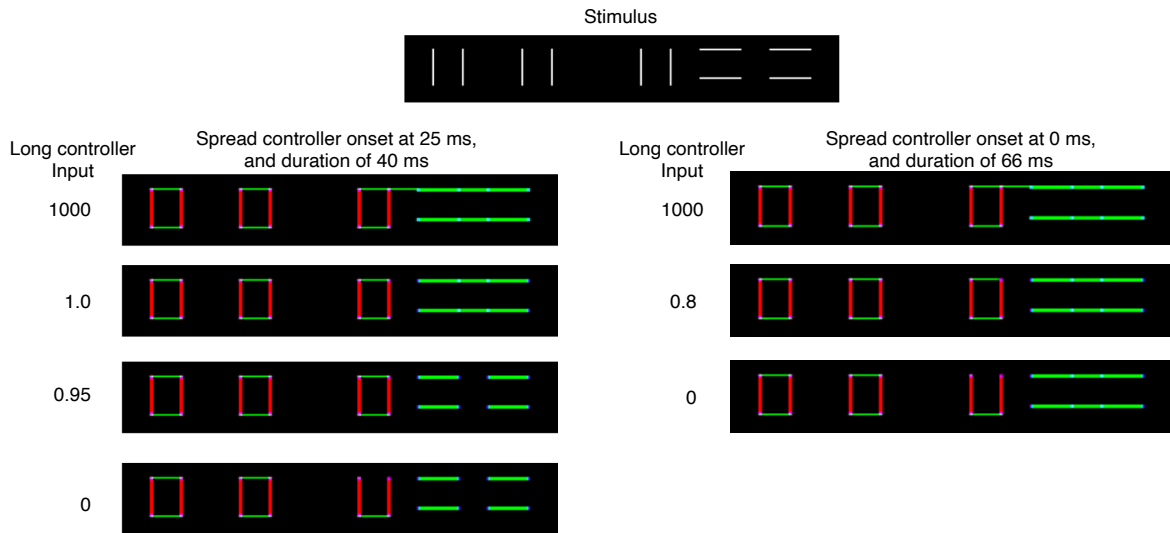 Stimulus
Long controller
Input
Spread controller onset at 25 ms,
and duration of 40 ms
1000
1.0
0.95
0
Long controller
Input
Spread controller onset at 0 ms,
and duration of 66 ms
1000
0.8
0